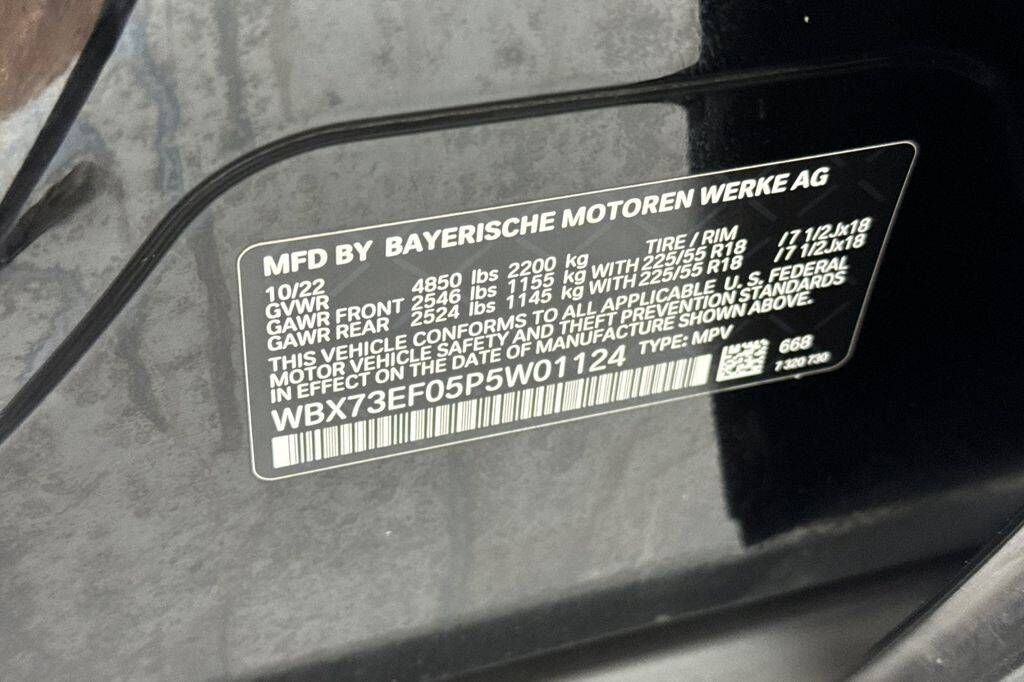 MFD BY BAYERISCHE MOTOREN WERKE AG
10/22 TIRE / RIM
GVWR 4850 lbs 2200 kg
GAWR FRONT 2546 lbs 1155 kg WITH 225/55 R18 /7 1/2Jx18
GAWR REAR 2524 lbs 1145 kg WITH 225/55 R18 /7 1/2Jx18
THIS VEHICLE CONFORMS TO ALL APPLICABLE U. S. FEDERAL
MOTOR VEHICLE SAFETY AND THEFT PREVENTION STANDARDS
IN EFFECT ON THE DATE OF MANUFACTURE SHOWN ABOVE.
WBX73EF05P5W01124 TYPE: MPV 668
7 320 730